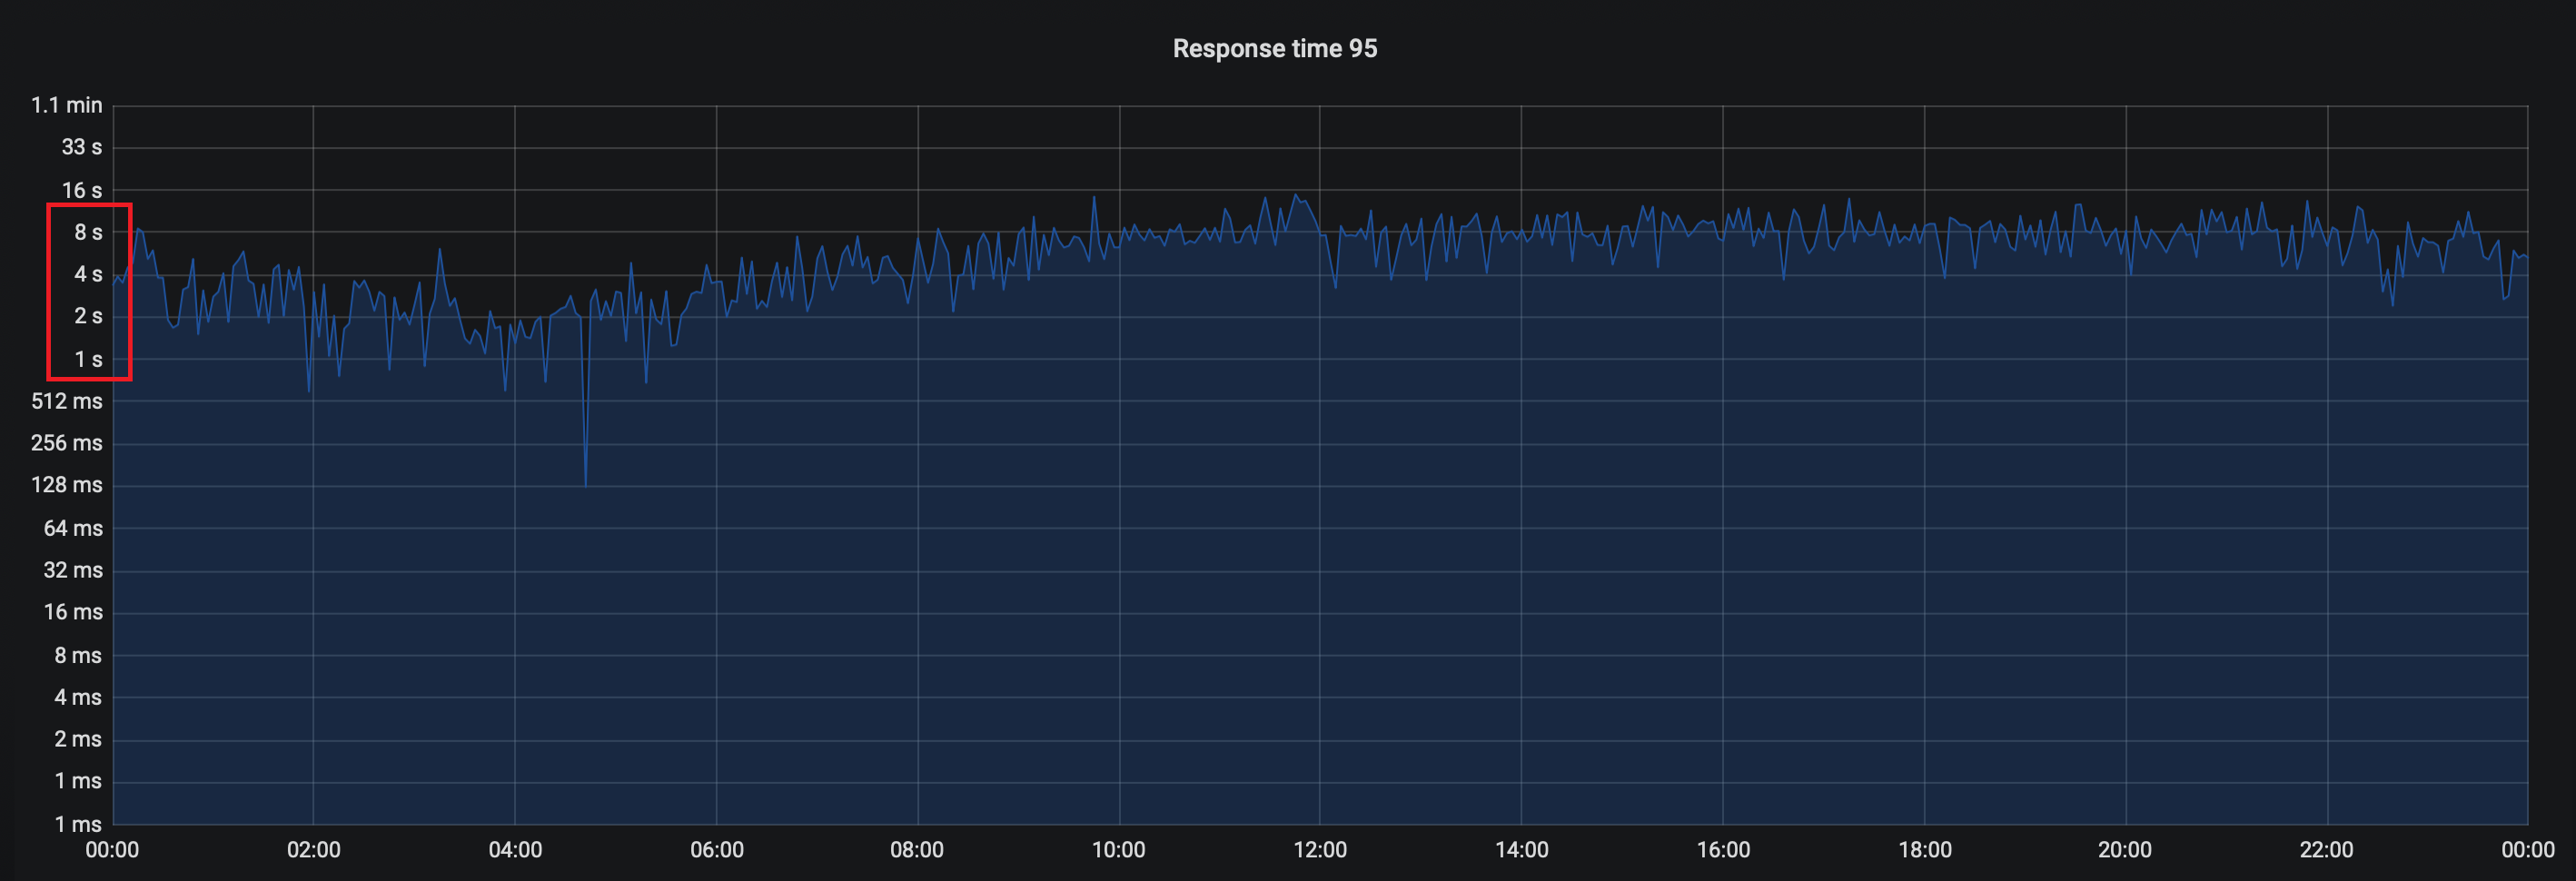 Response time 95
1.1 min
33 s
16 s
8 s
4 s
2 s
1 s
512 ms
256 ms
128 ms
64 ms
32 ms
16 ms
8 ms
4 ms
2 ms
1 ms
1 ms
00:00 02:00 04:00 06:00 08:00 10:00 12:00 14:00 16:00 18:00 20:00 22:00 00:00